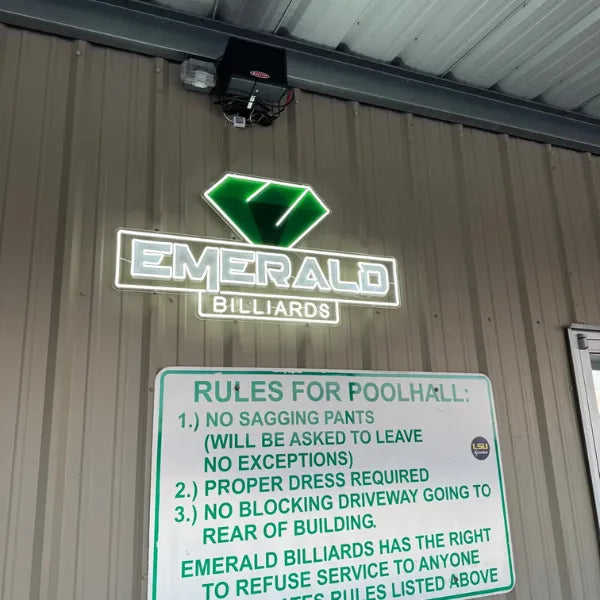 EMERALD
BILLIARDS
RULES FOR POOLHALL:
1.) NO SAGGING PANTS
(WILL BE ASKED TO LEAVE
NO EXCEPTIONS)
2.) PROPER DRESS REQUIRED
3.) NO BLOCKING DRIVEWAY GOING TO
REAR OF BUILDING.
LSU
EMERALD BILLIARDS HAS THE RIGHT
TO REFUSE SERVICE TO ANYONE
RULES LISTED ABOVE